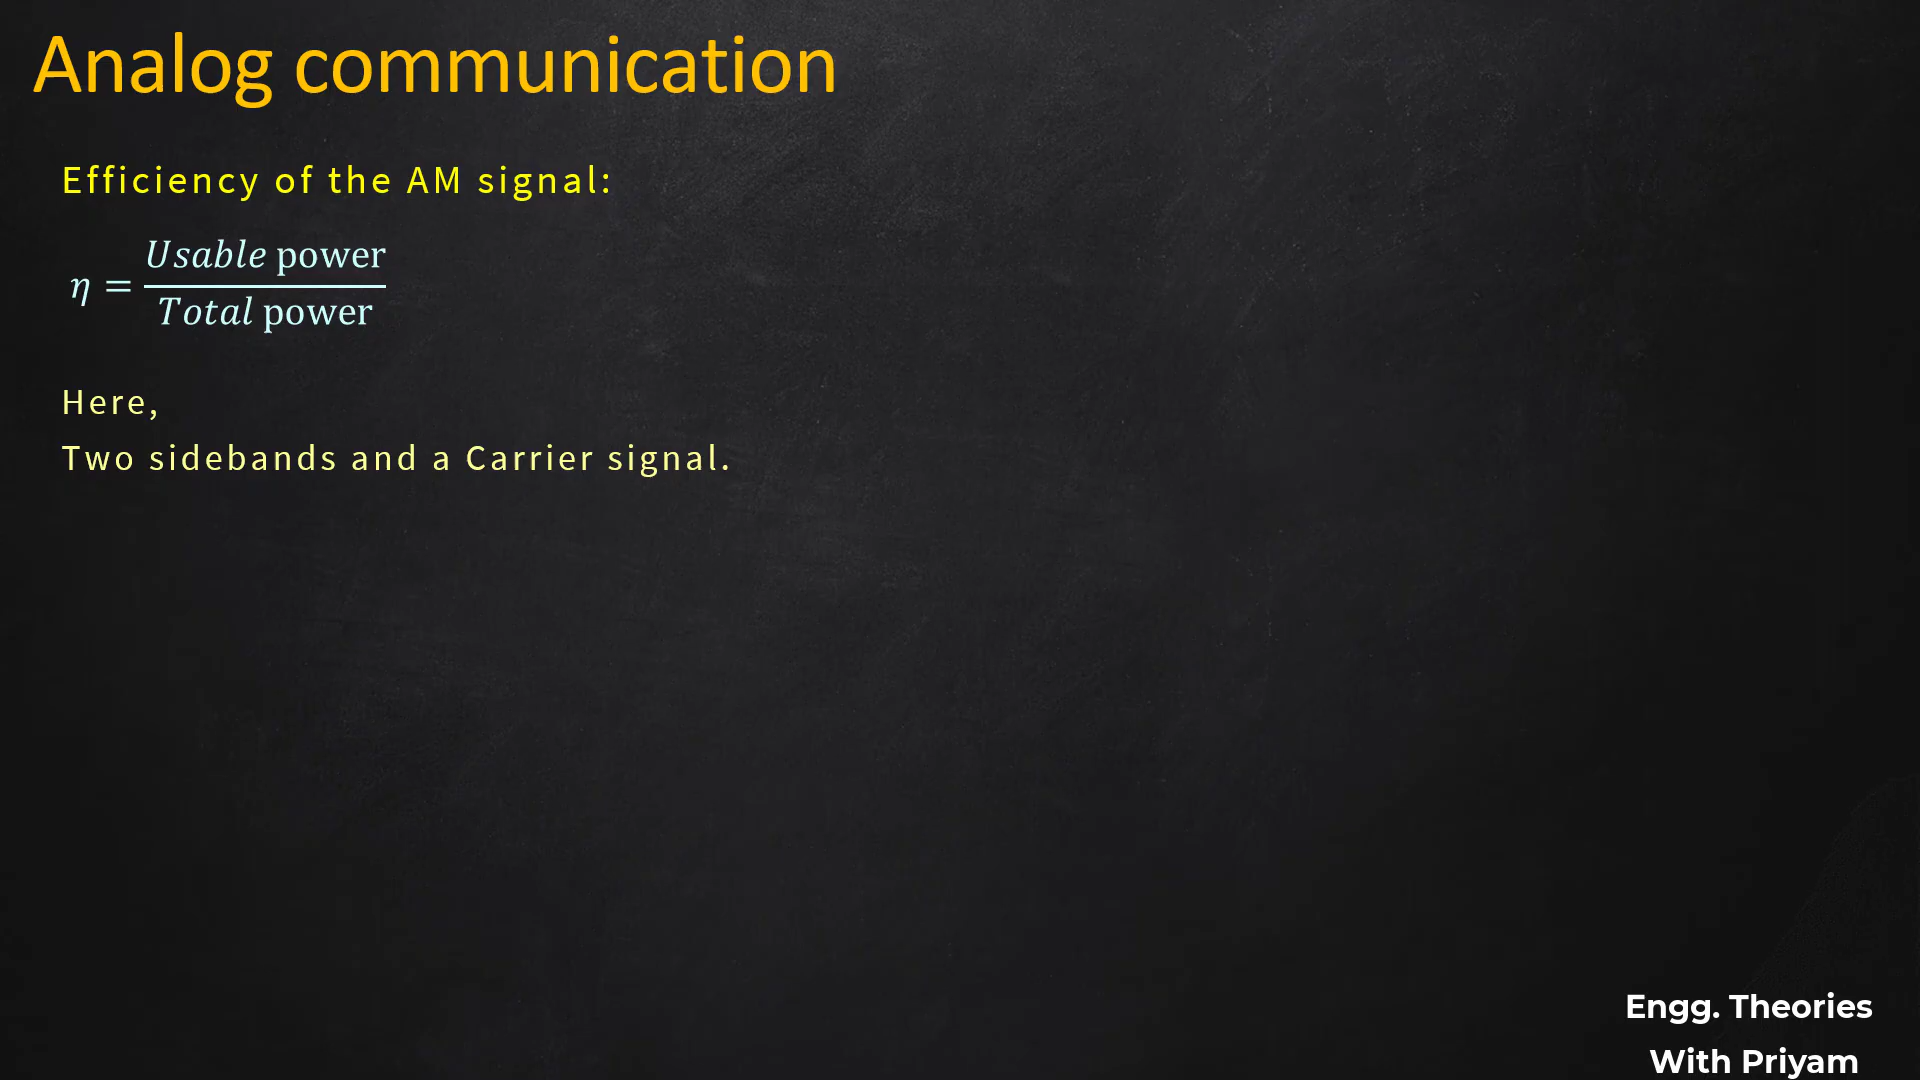 Analog communication
Efficiency of the AM signal:
η = Usable power / Total power
Here,
Two sidebands and a Carrier signal.
Engg. Theories
With Priyam